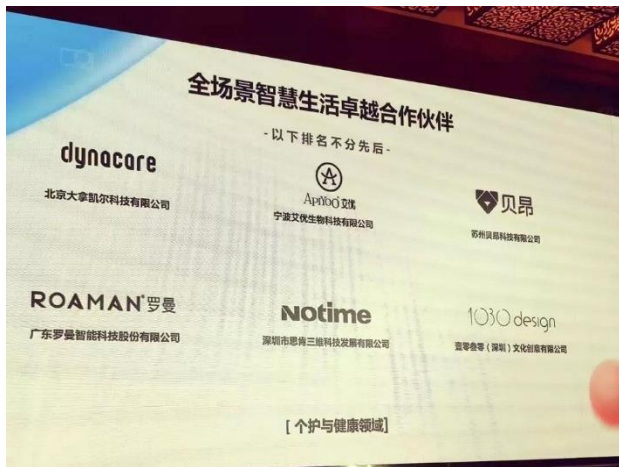 全场景智慧生活卓越合作伙伴
-以下排名不分先后-
dynacare
北京大拿凯尔科技有限公司
APIYOO 艾优
宁波艾优生物科技有限公司
贝昂
苏州贝昂科技有限公司
ROAMAN 罗曼
广东罗曼智能科技股份有限公司
Notime
深圳市思肯三维科技发展有限公司
1030 design
壹零叁零（深圳）文化创意有限公司
[ 个护与健康领域]